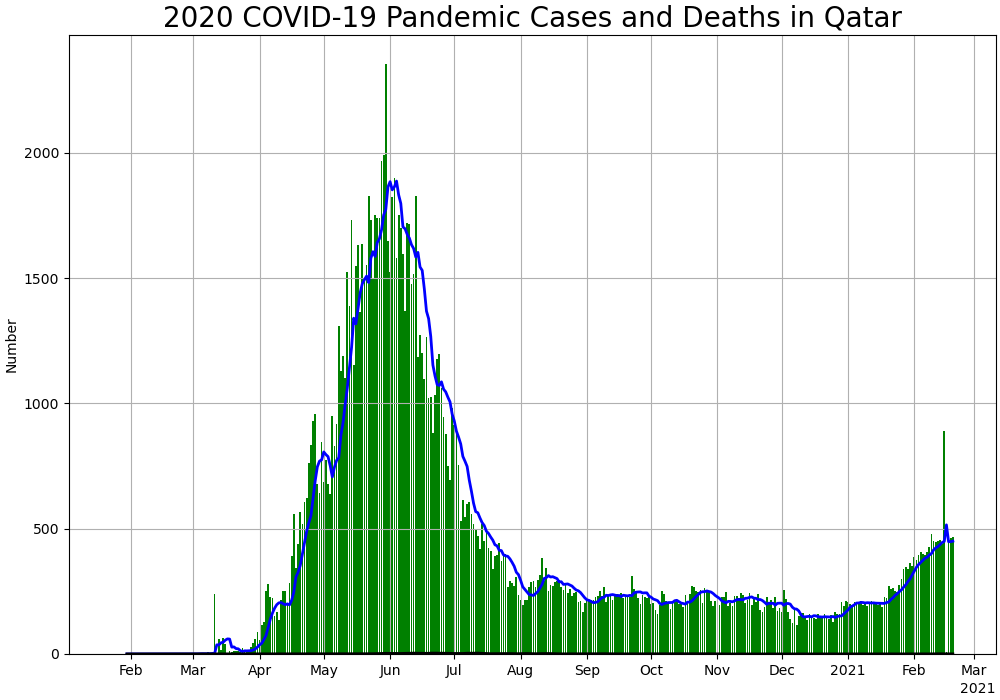 2020 COVID-19 Pandemic Cases and Deaths in Qatar
Number
2000
1500
1000
500
0
Feb Mar Apr May Jun Jul Aug Sep Oct Nov Dec 2021 Feb Mar
2021